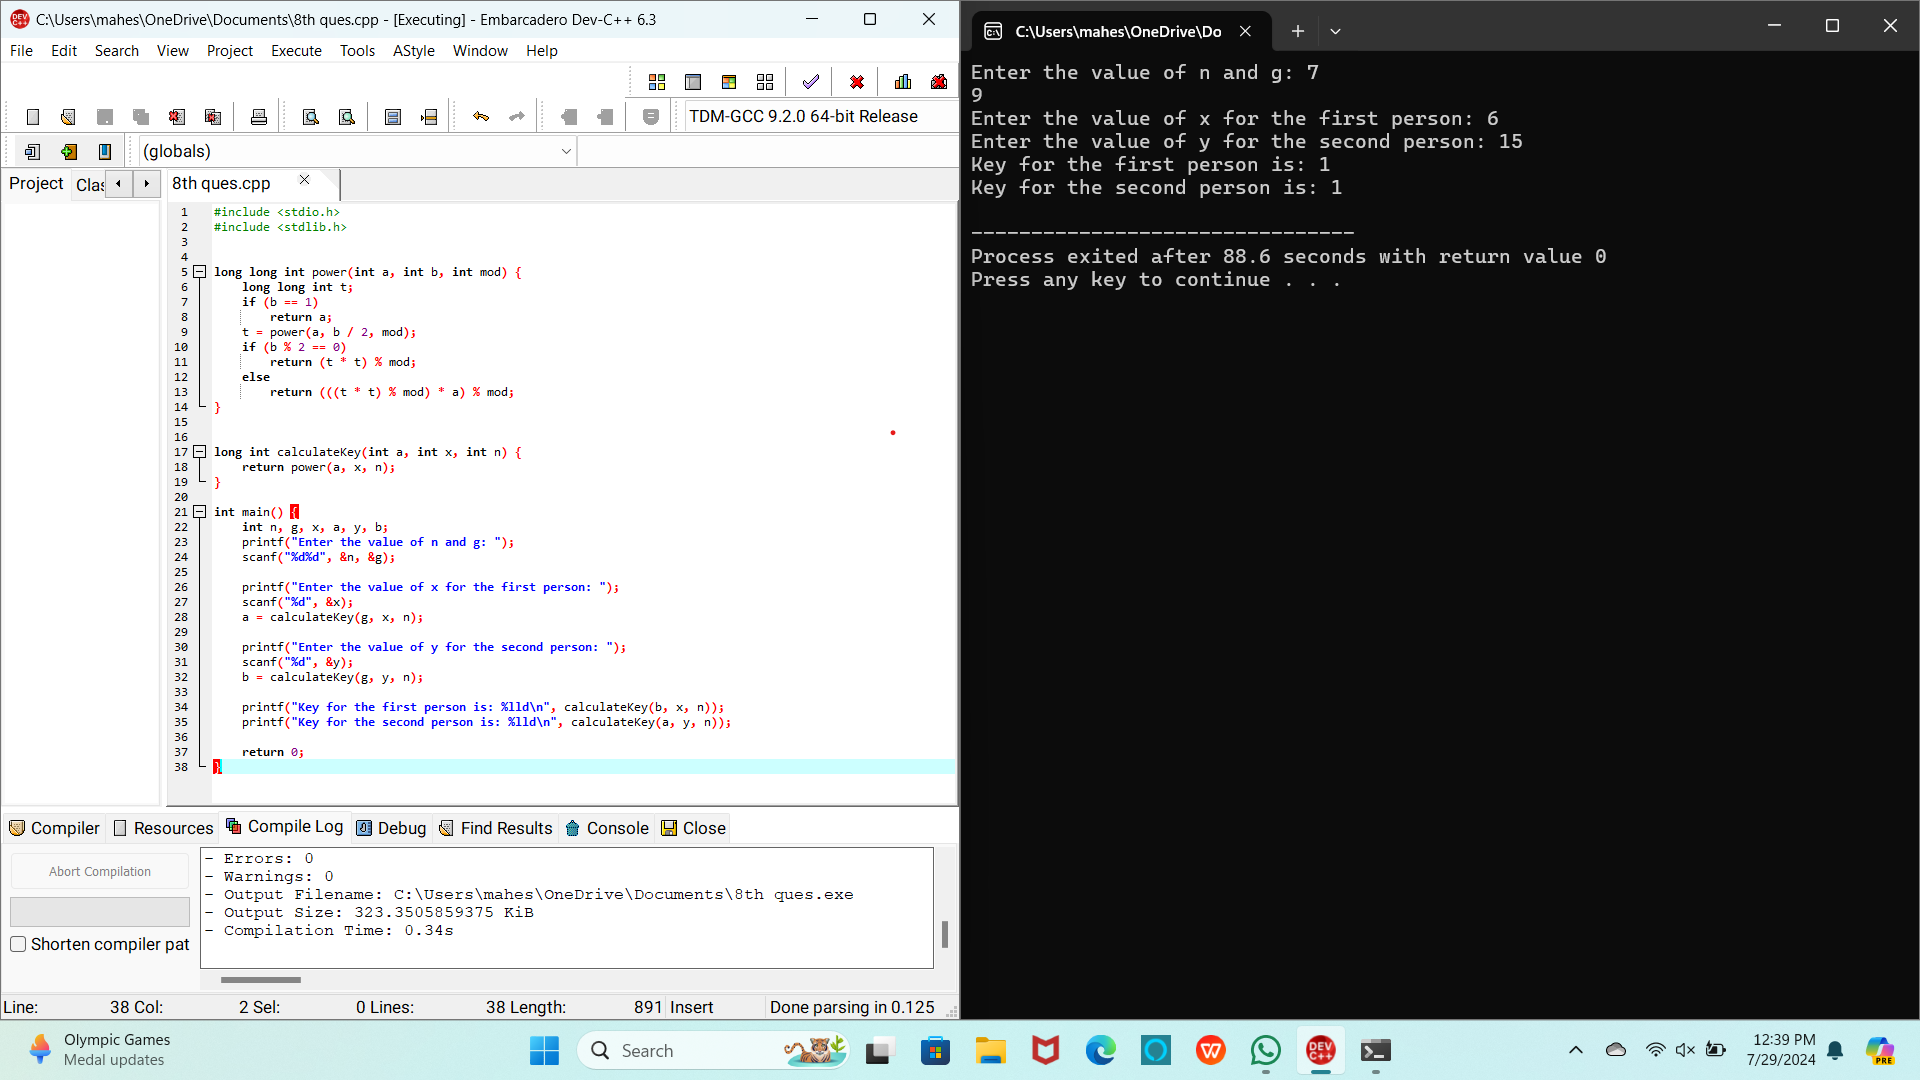 C:\Users\mahes\OneDrive\Documents\8th ques.cpp - [Executing] - Embarcadero Dev-C++ 6.3
File Edit Search View Project Execute Tools AStyle Window Help
TDM-GCC 9.2.0 64-bit Release
(globals)
Project Clas
8th ques.cpp
1 #include <stdio.h>
2 #include <stdlib.h>
3
4
5 long long int power(int a, int b, int mod) {
6 long long int t;
7 if (b == 1)
8 return a;
9 t = power(a, b / 2, mod);
10 if (b % 2 == 0)
11 return (t * t) % mod;
12 else
13 return (((t * t) % mod) * a) % mod;
14 }
15
16
17 long int calculateKey(int a, int x, int n) {
18 return power(a, x, n);
19 }
20
21 int main() {
22 int n, g, x, a, y, b;
23 printf("Enter the value of n and g: ");
24 scanf("%d%d", &n, &g);
25
26 printf("Enter the value of x for the first person: ");
27 scanf("%d", &x);
28 a = calculateKey(g, x, n);
29
30 printf("Enter the value of y for the second person: ");
31 scanf("%d", &y);
32 b = calculateKey(g, y, n);
33
34 printf("Key for the first person is: %lld\n", calculateKey(b, x, n));
35 printf("Key for the second person is: %lld\n", calculateKey(a, y, n));
36
37 return 0;
38 }
Compiler Resources Compile Log Debug Find Results Console Close
Abort Compilation
Shorten compiler pat
- Errors: 0
- Warnings: 0
- Output Filename: C:\Users\mahes\OneDrive\Documents\8th ques.exe
- Output Size: 323.3505859375 KiB
- Compilation Time: 0.34s
Line: 38 Col: 2 Sel: 0 Lines: 38 Length: 891 Insert Done parsing in 0.125
C:\Users\mahes\OneDrive\Do
Enter the value of n and g: 7
9
Enter the value of x for the first person: 6
Enter the value of y for the second person: 15
Key for the first person is: 1
Key for the second person is: 1
--------------------------------
Process exited after 88.6 seconds with return value 0
Press any key to continue . . .
Olympic Games
Medal updates
Search
DEV C++
12:39 PM
7/29/2024
PRE